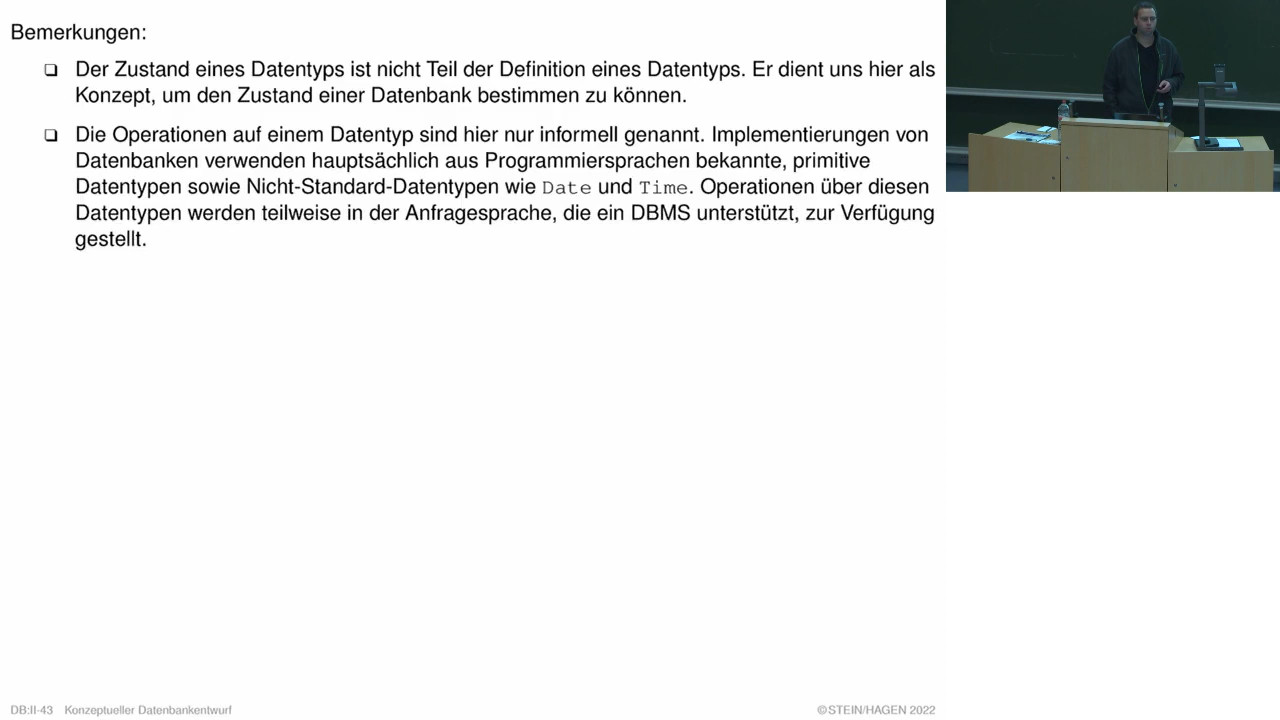 Bemerkungen:
❑ Der Zustand eines Datentyps ist nicht Teil der Definition eines Datentyps. Er dient uns hier als
Konzept, um den Zustand einer Datenbank bestimmen zu können.
❑ Die Operationen auf einem Datentyp sind hier nur informell genannt. Implementierungen von
Datenbanken verwenden hauptsächlich aus Programmiersprachen bekannte, primitive
Datentypen sowie Nicht-Standard-Datentypen wie Date und Time. Operationen über diesen
Datentypen werden teilweise in der Anfragesprache, die ein DBMS unterstützt, zur Verfügung
gestellt.
DB:II-43 Konzeptueller Datenbankentwurf ©STEIN/HAGEN 2022